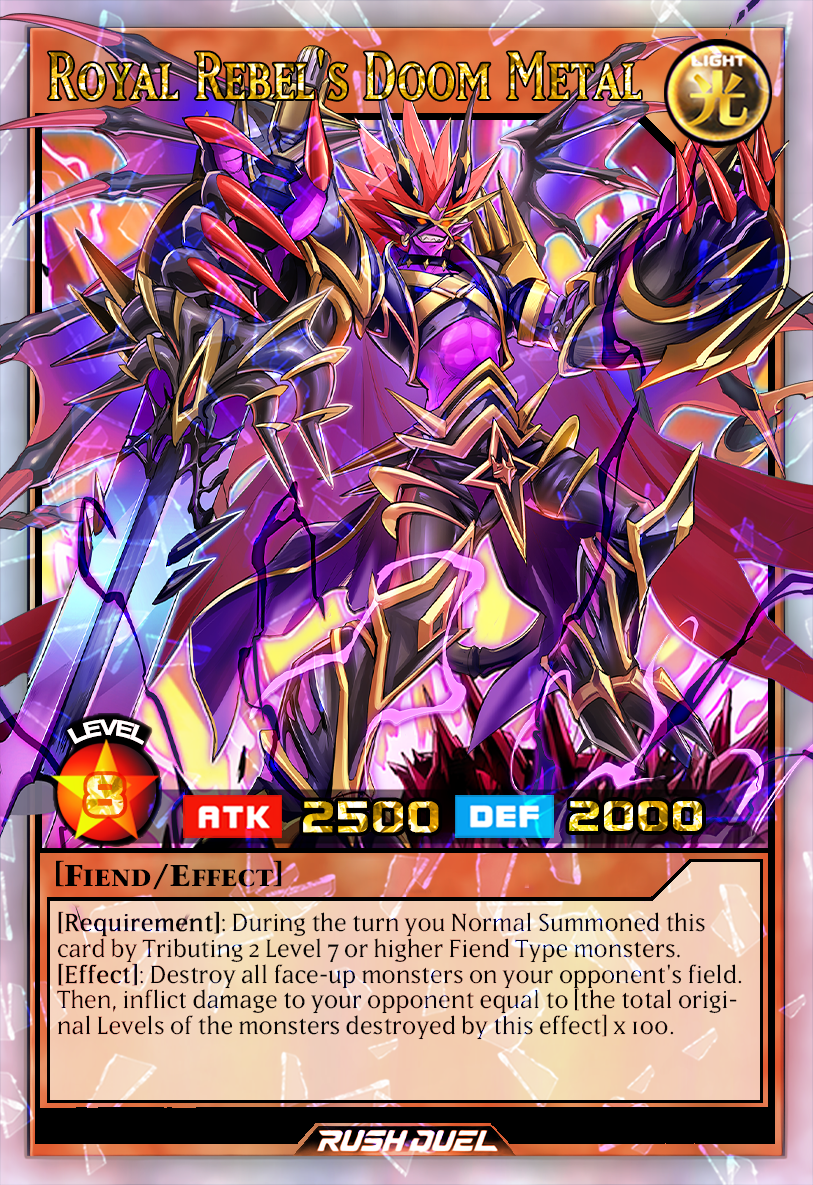 Royal Rebel's Doom Metal
LIGHT
光
LEVEL
8
ATK 2500 DEF 2000
[Fiend/Effect]
[Requirement]: During the turn you Normal Summoned this
card by Tributing 2 Level 7 or higher Fiend Type monsters.
[Effect]: Destroy all face-up monsters on your opponent's field.
Then, inflict damage to your opponent equal to [the total origi-
nal Levels of the monsters destroyed by this effect] x 100.
RUSH DUEL